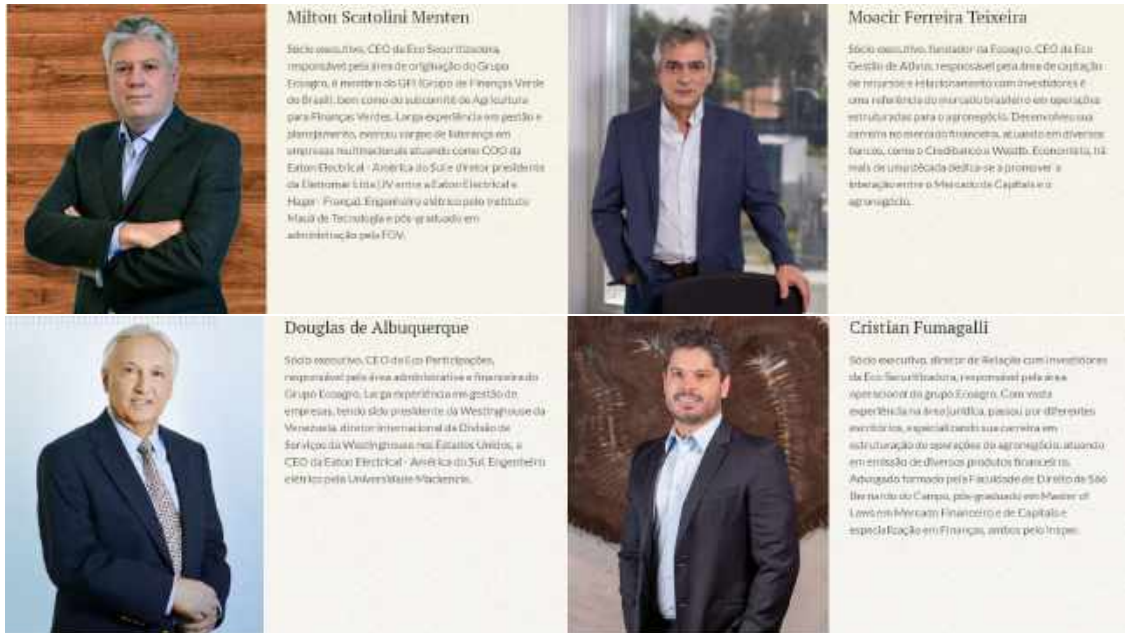 Milton Scatolini Menten
Sócio executivo, CEO da Eco Securitizadora,
responsável pela área de originação do Grupo
Ecoagro, é membro do GFI (Grupo de Finanças Verde
do Brasil), bem como do subcomitê de Agricultura
para Finanças Verdes. Larga experiência em gestão e
planejamento, exerceu cargos de liderança em
empresas multinacionais atuando como COO da
Eaton Electrical - América do Sul e diretor presidente
da Eletromar Ltda (JV entre a Eaton Electrical e
Hager - França). Engenheiro elétrico pelo Instituto
Mauá de Tecnologia e pós-graduado em
administração pela FGV.
Moacir Ferreira Teixeira
Sócio executivo, fundador da Ecoagro, CEO da Eco
Gestão de Ativos, responsável pela área de captação
de recursos e relacionamento com investidores é
uma referência do mercado brasileiro em operações
estruturadas para o agronegócio. Desenvolveu sua
carreira no mercado financeiro, atuando em diversos
bancos, como o Credibanco e
Economista, há
mais de uma década dedica-se a promover a
interação entre o Mercado de Capitais e o
agronegócio.
Douglas de Albuquerque
Sócio executivo, CEO da Eco Participações,
responsável pela área administrativa e financeira do
Grupo Ecoagro. Larga experiência em gestão de
empresas, tendo sido presidente da Westinghouse da
Venezuela, diretor internacional da Divisão de
Serviços da Westinghouse nos Estados Unidos, e
CEO da Eaton Electrical - América do Sul. Engenheiro
elétrico pela Universidade Mackenzie.
Cristian Fumagalli
Sócio executivo, diretor de Relação com Investidores
da Eco Securitizadora, responsável pela área
operacional do grupo Ecoagro. Com vasta
experiência na área jurídica, passou por diferentes
escritórios, especializando sua carreira em
estruturação de operações do agronegócio, atuando
em emissão de diversos produtos financeiros.
Advogado formado pela Faculdade de Direito de São
Bernardo do Campo, pós-graduado em Master of
Laws em Mercado Financeiro e de Capitais e
especialização em Finanças, ambos pelo Insper.